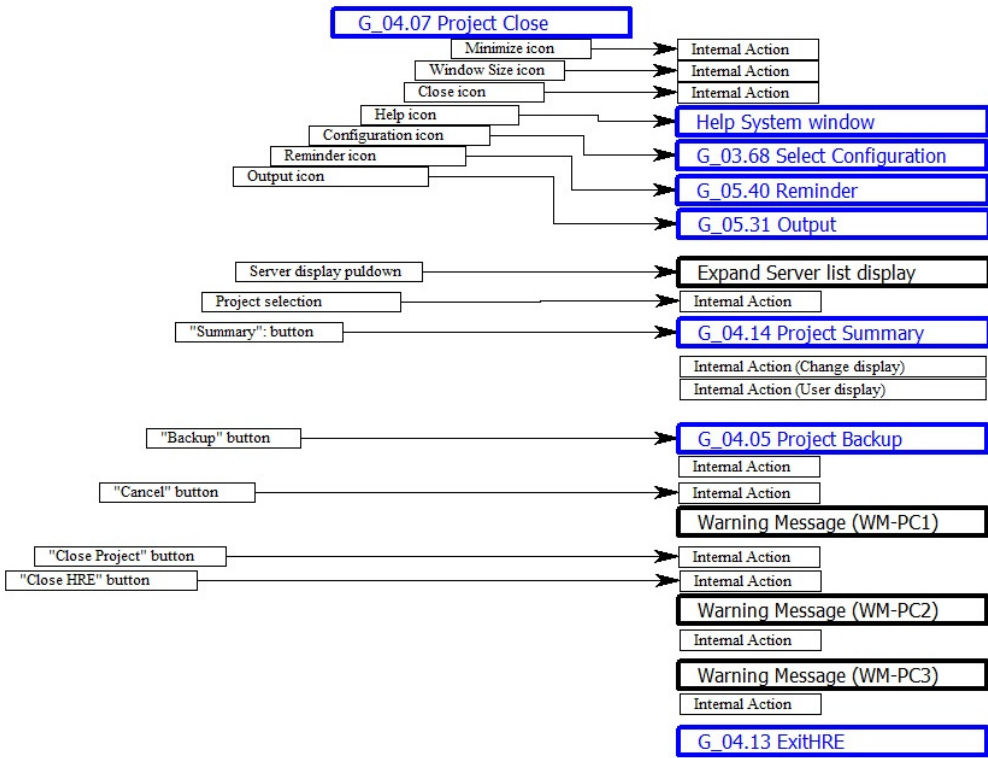 G_04.07 Project Close
Minimize icon
Internal Action
Window Size icon
Internal Action
Close icon
Internal Action
Help icon
Help System window
Configuration icon
G_03.68 Select Configuration
Reminder icon
G_05.40 Reminder
Output icon
G_05.31 Output
Server display puldown
Expand Server list display
Project selection
Internal Action
"Summary": button
G_04.14 Project Summary
Internal Action (Change display)
Internal Action (User display)
"Backup" button
G_04.05 Project Backup
Internal Action
"Cancel" button
Internal Action
Warning Message (WM-PC1)
"Close Project" button
Internal Action
"Close HRE" button
Internal Action
Warning Message (WM-PC2)
Internal Action
Warning Message (WM-PC3)
Internal Action
G_04.13 ExitHRE